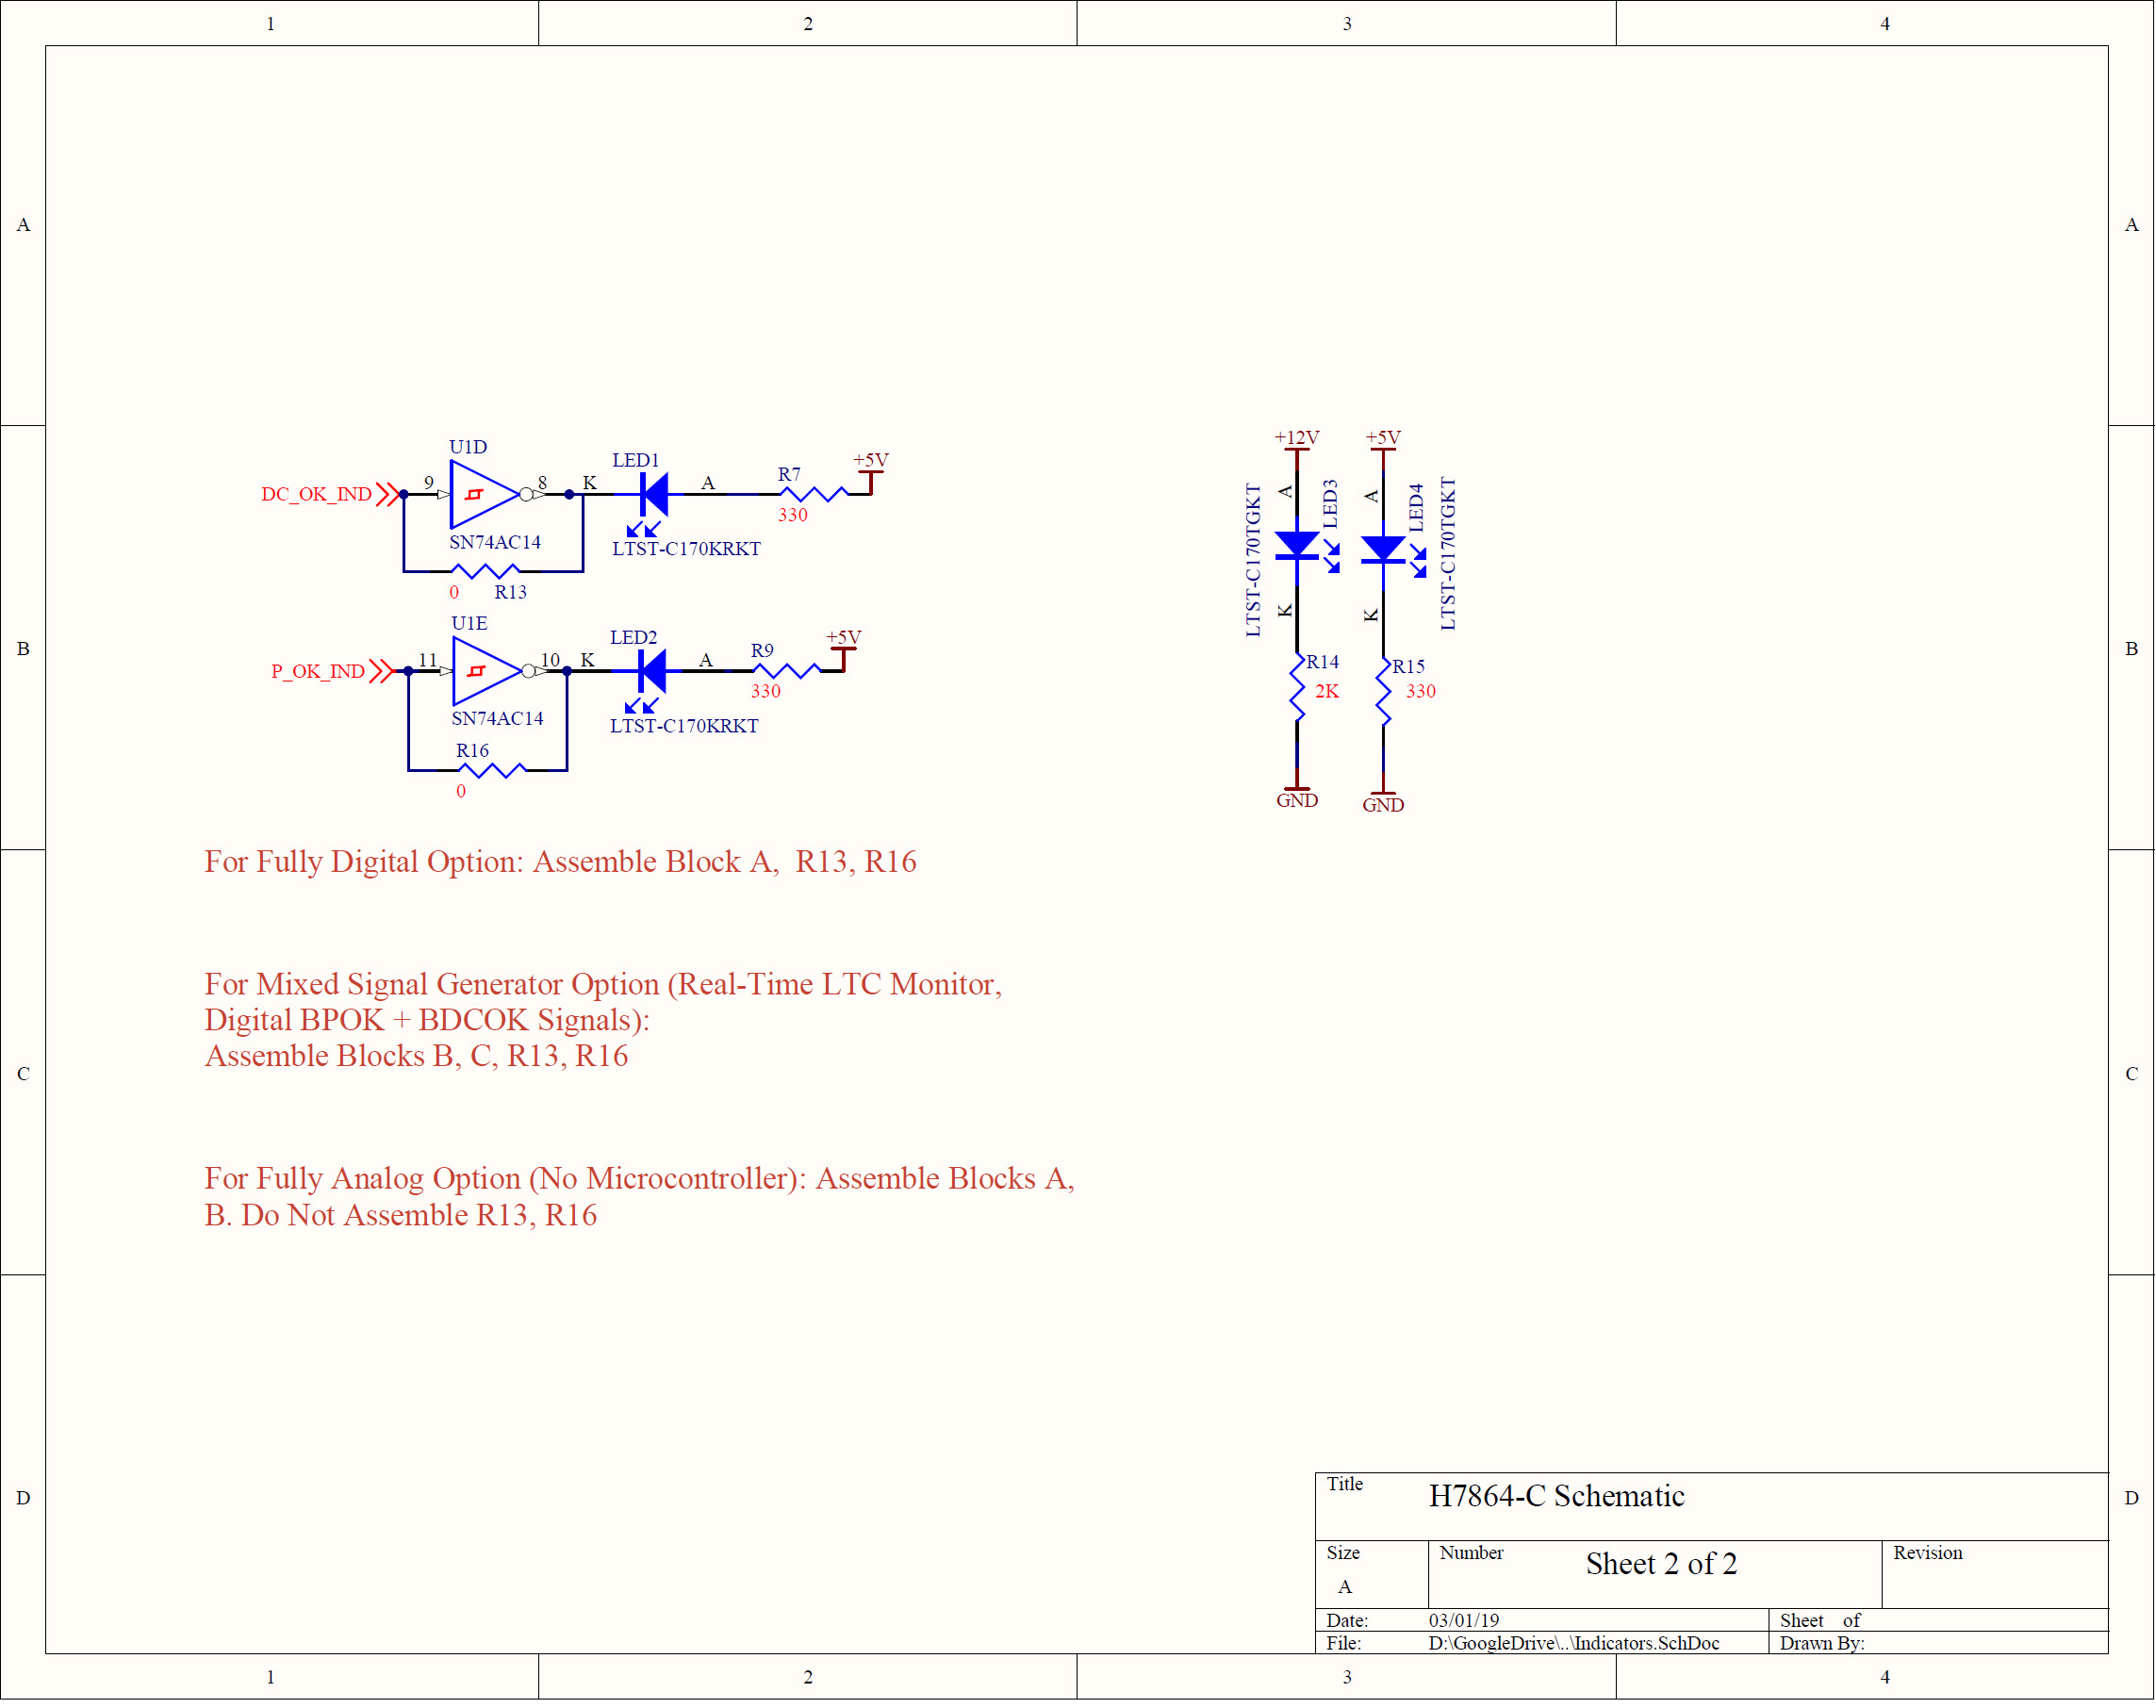 1 2 3 4
A A
B B
C C
D D
U1D
DC_OK_IND 9 8 K LED1 A R7 +5V
330
SN74AC14
LTST-C170KRKT
0 R13
U1E
P_OK_IND 11 10 K LED2 A R9 +5V
330
SN74AC14
LTST-C170KRKT
R16
0
+12V +5V
A LED3 A LED4
LTST-C170TGKT LTST-C170TGKT
K K
R14 R15
2K 330
GND GND
For Fully Digital Option: Assemble Block A, R13, R16
For Mixed Signal Generator Option (Real-Time LTC Monitor,
Digital BPOK + BDCOK Signals):
Assemble Blocks B, C, R13, R16
For Fully Analog Option (No Microcontroller): Assemble Blocks A,
B. Do Not Assemble R13, R16
Title H7864-C Schematic
Size Number Sheet 2 of 2 Revision
A
Date: 03/01/19 Sheet of
File: D:\GoogleDrive\..\Indicators.SchDoc Drawn By:
1 2 3 4